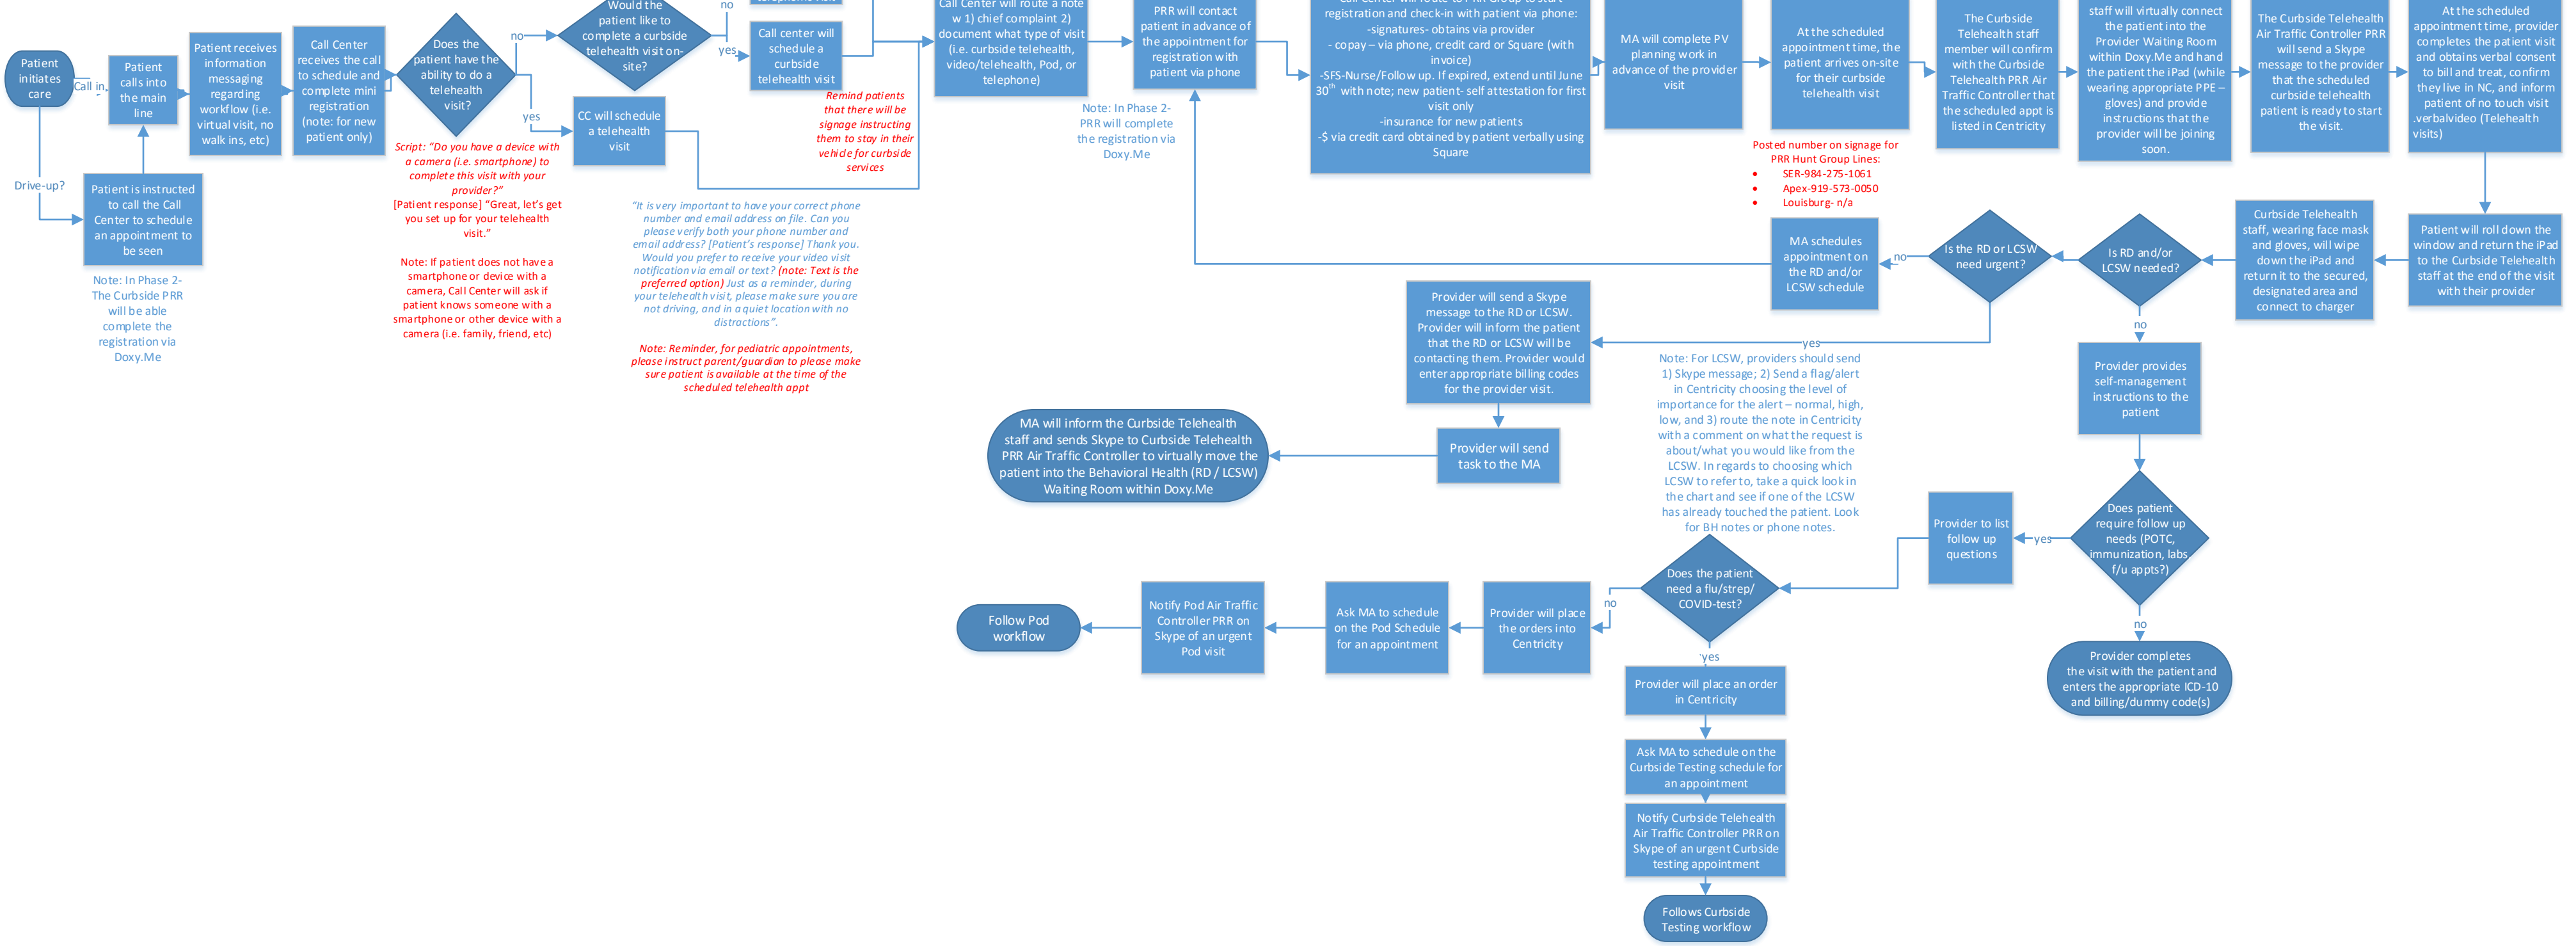 Patient
initiates
care
Call in,
Drive-up?
Patient
calls into
the main
line
Patient is instructed
to call the Call
Center to schedule
an appointment to
be seen
Note: In Phase 2-
The Curbside PRR
will be able
complete the
registration via
Doxy.Me
Patient receives
information
messaging
regarding
workflow (i.e.
virtual visit, no
walk ins, etc)
Call Center
receives the call
to schedule and
complete mini
registration
(note: for new
patient only)
Does the
patient have the
ability to do a
telehealth
visit?
no
yes
Script: “Do you have a device with
a camera (i.e. smartphone) to
complete this visit with your
provider?”
[Patient response] “Great, let’s get
you set up for your telehealth
visit.”
Note: If patient does not have a
smartphone or device with a
camera, Call Center will ask if
patient knows someone with a
smartphone or other device with a
camera (i.e. family, friend, etc)
Would the
patient like to
complete a curbside
telehealth visit on-
site?
no
yes
CC will schedule
a telehealth
visit
Call center will
schedule a
curbside
telehealth visit
Remind patients
that there will be
signage instructing
them to stay in their
vehicle for curbside
services
“It is very important to have your correct phone
number and email address on file. Can you
please verify both your phone number and
email address? [Patient’s response] Thank you.
Would you prefer to receive your video visit
notification via email or text? (note: Text is the
preferred option) Just as a reminder, during
your telehealth visit, please make sure you are
not driving, and in a quiet location with no
distractions”.
Note: Reminder, for pediatric appointments,
please instruct parent/guardian to please make
sure patient is available at the time of the
scheduled telehealth appt
Call Center will route a note
w 1) chief complaint 2)
document what type of visit
(i.e. curbside telehealth,
video/telehealth, Pod, or
telephone)
PRR will contact
patient in advance of
the appointment for
registration with
patient via phone
Note: In Phase 2-
PRR will complete
the registration via
Doxy.Me
registration and check-in with patient via phone:
-signatures- obtains via provider
- copay – via phone, credit card or Square (with
invoice)
-SFS-Nurse/Follow up. If expired, extend until June
30th with note; new patient- self attestation for first
visit only
-insurance for new patients
-$ via credit card obtained by patient verbally using
Square
MA will complete PV
planning work in
advance of the provider
visit
At the scheduled
appointment time, the
patient arrives on-site
for their curbside
telehealth visit
Posted number on signage for
PRR Hunt Group Lines:
• SER-984-275-1061
• Apex-919-573-0050
• Louisburg- n/a
The Curbside
Telehealth staff
member will confirm
with the Curbside
Telehealth PRR Air
Traffic Controller that
the scheduled appt is
listed in Centricity
staff will virtually connect
the patient into the
Provider Waiting Room
within Doxy.Me and hand
the patient the iPad (while
wearing appropriate PPE –
gloves) and provide
instructions that the
provider will be joining
soon.
The Curbside Telehealth
Air Traffic Controller PRR
will send a Skype
message to the provider
that the scheduled
curbside telehealth
patient is ready to start
the visit.
At the scheduled
appointment time, provider
completes the patient visit
and obtains verbal consent
to bill and treat, confirm
they live in NC, and inform
patient of no touch visit
.verbalvideo (Telehealth
visits)
Patient will roll down the
window and return the iPad
to the Curbside Telehealth
staff at the end of the visit
with their provider
Curbside Telehealth
staff, wearing face mask
and gloves, will wipe
down the iPad and
return it to the secured,
designated area and
connect to charger
Is RD and/or
LCSW needed?
no
Is the RD or LCSW
need urgent?
no
yes
MA schedules
appointment on
the RD and/or
LCSW schedule
Provider will send a Skype
message to the RD or LCSW.
Provider will inform the patient
that the RD or LCSW will be
contacting them. Provider would
enter appropriate billing codes
for the provider visit.
Provider will send
task to the MA
MA will inform the Curbside Telehealth
staff and sends Skype to Curbside Telehealth
PRR Air Traffic Controller to virtually move the
patient into the Behavioral Health (RD / LCSW)
Waiting Room within Doxy.Me
Note: For LCSW, providers should send
1) Skype message; 2) Send a flag/alert
in Centricity choosing the level of
importance for the alert – normal, high,
low, and 3) route the note in Centricity
with a comment on what the request is
about/what you would like from the
LCSW. In regards to choosing which
LCSW to refer to, take a quick look in
the chart and see if one of the LCSW
has already touched the patient. Look
for BH notes or phone notes.
Provider provides
self-management
instructions to the
patient
Does patient
require follow up
needs (POTC,
immunization, labs,
f/u appts?)
yes
no
Provider to list
follow up
questions
Provider completes
the visit with the patient and
enters the appropriate ICD-10
and billing/dummy code(s)
Does the patient
need a flu/strep/
COVID-test?
no
yes
Provider will place
the orders into
Centricity
Ask MA to schedule
on the Pod Schedule
for an appointment
Notify Pod Air Traffic
Controller PRR on
Skype of an urgent
Pod visit
Follow Pod
workflow
Provider will place an order
in Centricity
Ask MA to schedule on the
Curbside Testing schedule for
an appointment
Notify Curbside Telehealth
Air Traffic Controller PRR on
Skype of an urgent Curbside
testing appointment
Follows Curbside
Testing workflow